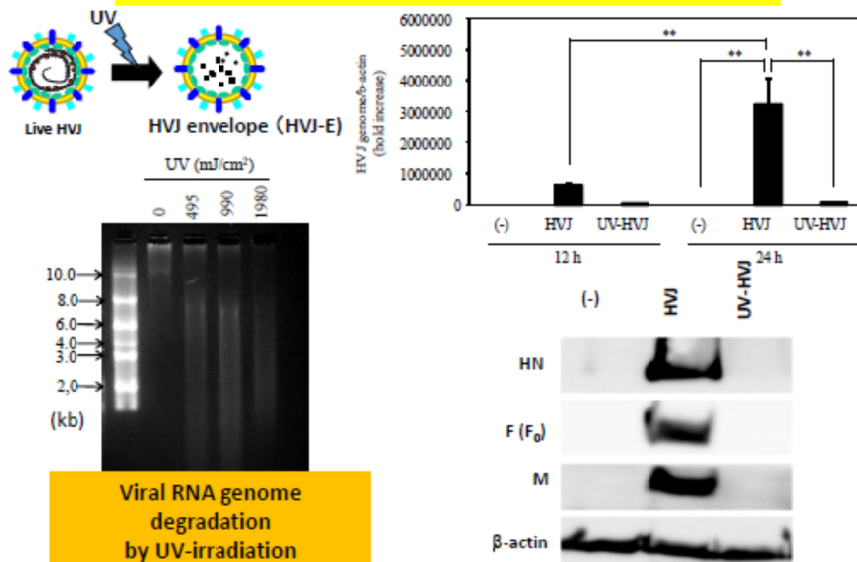 UV
Live HVJ
HVJ envelope (HVJ-E)
UV (mJ/cm²)
0
495
990
1980
10.0
8.0
6.0
4.0
3.0
2,0
(kb)
Viral RNA genome
degradation
by UV-irradiation
HVJ genome/b-actin
(hold increase)
6000000
5000000
4000000
3000000
2000000
1000000
0
**
**
**
(-)
HVJ
UV-HVJ
(-)
HVJ
UV-HVJ
12 h
24 h
(-)
HVJ
UV-HVJ
HN
F (F₀)
M
β-actin